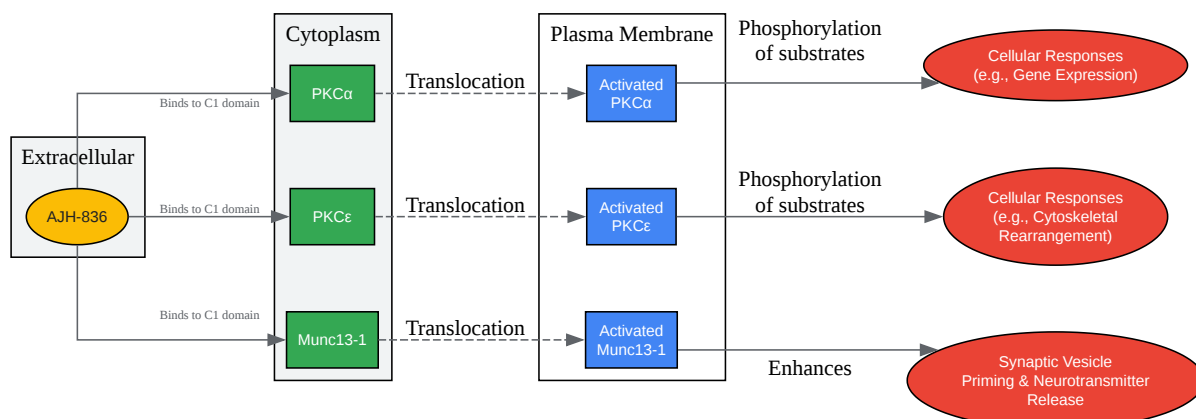 Cytoplasm
Plasma Membrane
Phosphorylation
of substrates
Cellular Responses
(e.g., Gene Expression)
PKCα
Translocation
Activated
PKCα
Binds to C1 domain
Extracellular
AJH-836
Binds to C1 domain
PKCε
Translocation
Activated
PKCε
Phosphorylation
of substrates
Cellular Responses
(e.g., Cytoskeletal
Rearrangement)
Binds to C1 domain
Munc13-1
Translocation
Activated
Munc13-1
Enhances
Synaptic Vesicle
Priming & Neurotransmitter
Release